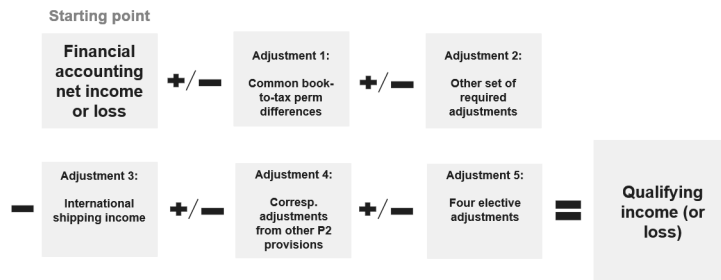 Starting point
Financial
accounting
net income
or loss
+/−
Adjustment 1:
Common book-
to-tax perm
differences
+/−
Adjustment 2:
Other set of
required
adjustments
−
Adjustment 3:
International
shipping income
+/−
Adjustment 4:
Corresp.
adjustments
from other P2
provisions
+/−
Adjustment 5:
Four elective
adjustments
=
Qualifying
income (or
loss)